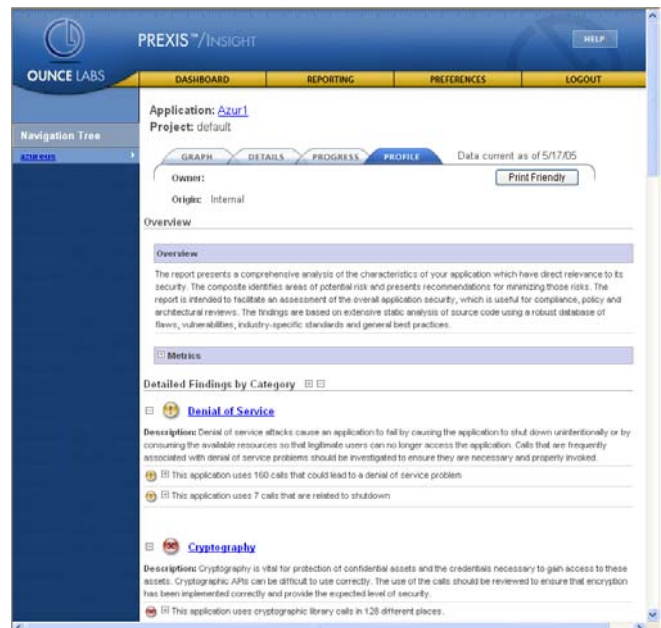 PREXIS™/INSIGHT
HELP
OUNCE LABS
DASHBOARD REPORTING PREFERENCES LOGOUT
Application: Azur1
Project: default
Navigation Tree
azureus
GRAPH DETAILS PROGRESS PROFILE Data current as of 5/17/05
Owner: Print Friendly
Origin: Internal
Overview
Overview
The report presents a comprehensive analysis of the characteristics of your application which have direct relevance to its
security. The composite identifies areas of potential risk and presents recommendations for minimizing those risks. The
report is intended to facilitate an assessment of the overall application security, which is useful for compliance, policy and
architectural reviews. The findings are based on extensive static analysis of source code using a robust database of
flaws, vulnerabilities, industry-specific standards and general best practices.
Metrics
Detailed Findings by Category
Denial of Service
Description: Denial of service attacks cause an application to fail by causing the application to shut down unintentionally or by
consuming the available resources so that legitimate users can no longer access the application. Calls that are frequently
associated with denial of service problems should be investigated to ensure they are necessary and properly invoked.
This application uses 160 calls that could lead to a denial of service problem
This application uses 7 calls that are related to shutdown
Cryptography
Description: Cryptography is vital for protection of confidential assets and the credentials necessary to gain access to these
assets. Cryptographic APIs can be difficult to use correctly. The use of the calls should be reviewed to ensure that encryption
has been implemented correctly and provide the expected level of security.
This application uses cryptographic library calls in 128 different places.